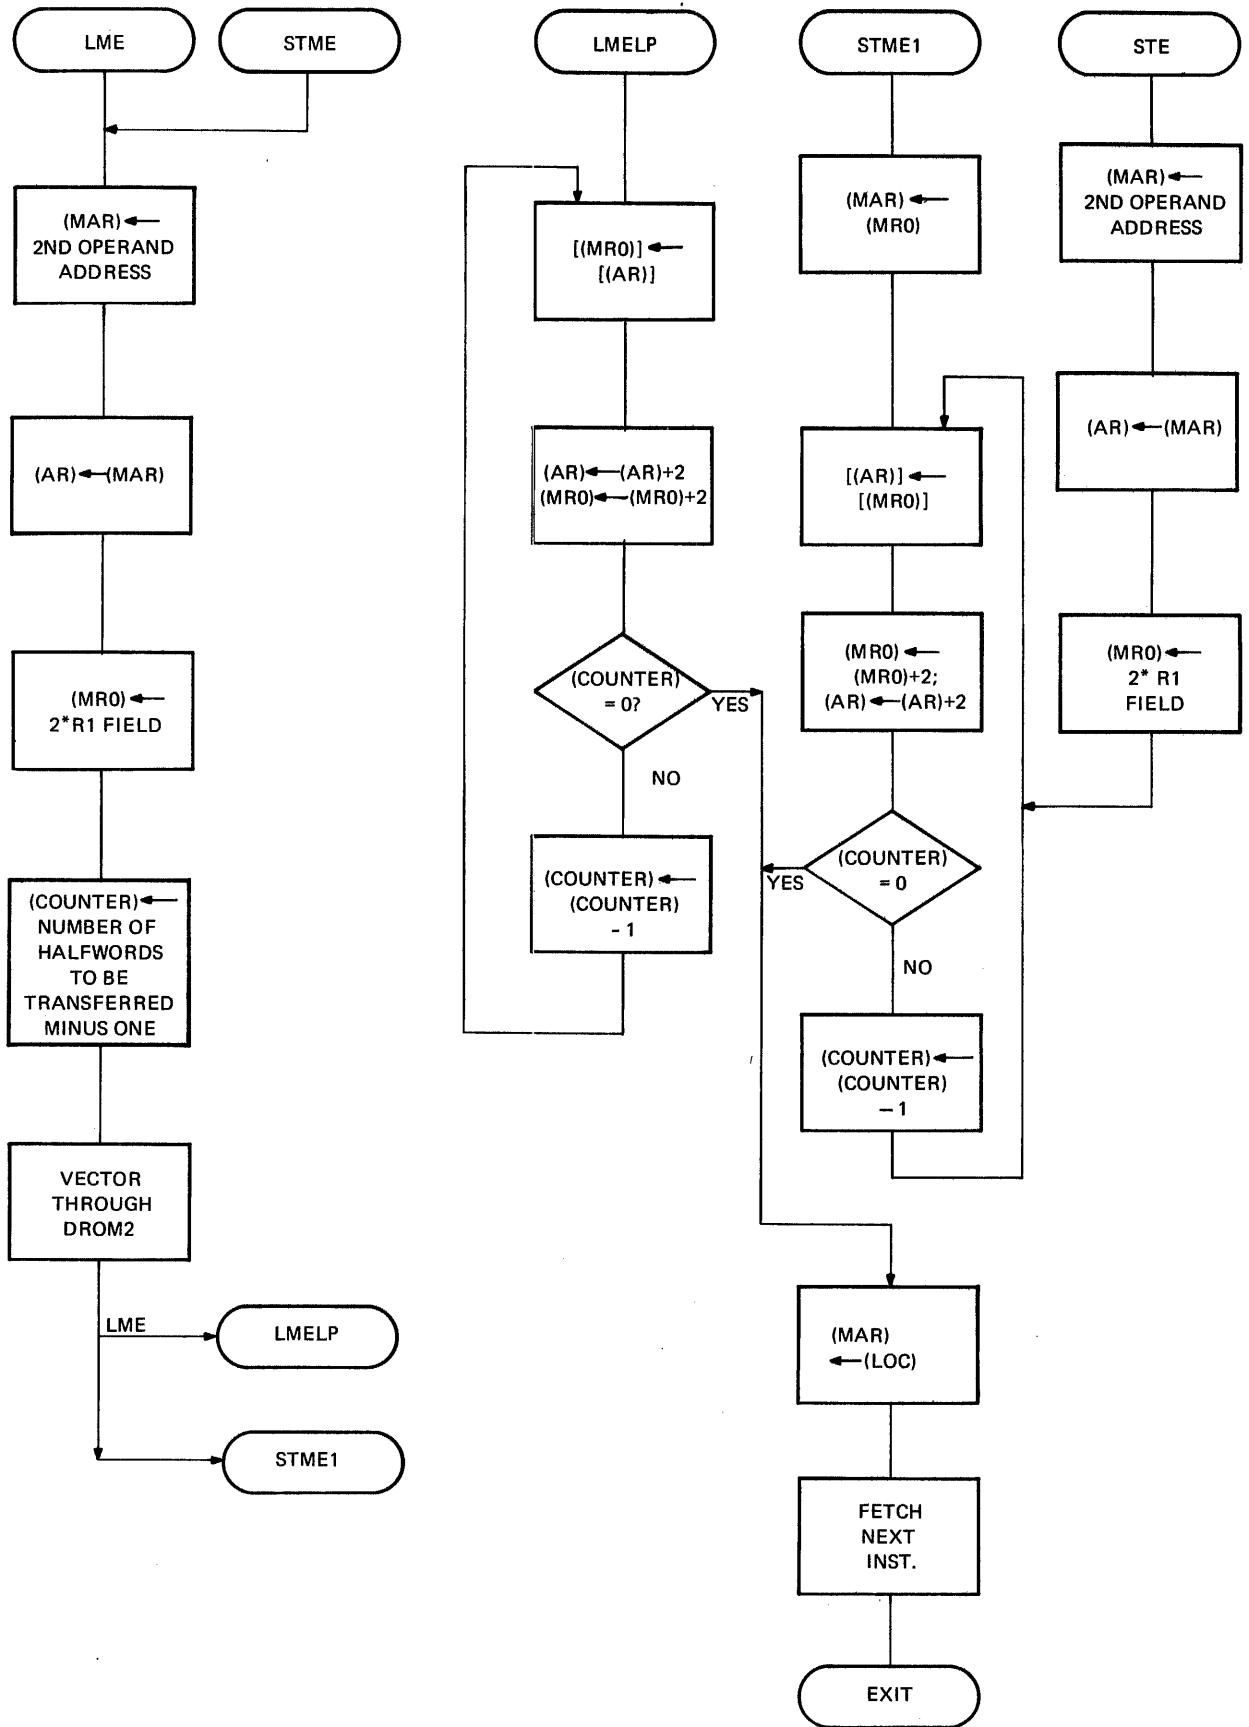 LME
STME
(MAR)←
2ND OPERAND
ADDRESS
(AR)←(MAR)
(MR0)←
2*R1 FIELD
(COUNTER)←
NUMBER OF
HALFWORDS
TO BE
TRANSFERRED
MINUS ONE
VECTOR
THROUGH
DROM2
LME
LMELP
STME1
LMELP
[(MR0)]←
[(AR)]
(AR)←(AR)+2
(MR0)←(MR0)+2
(COUNTER)
= 0?
YES
NO
(COUNTER)←
(COUNTER)
- 1
STME1
(MAR)←
(MR0)
[(AR)]←
[(MR0)]
(MR0)←
(MR0)+2;
(AR)←(AR)+2
(COUNTER)
= 0
YES
NO
(COUNTER)←
(COUNTER)
– 1
(MAR)
←(LOC)
FETCH
NEXT
INST.
EXIT
STE
(MAR)←
2ND OPERAND
ADDRESS
(AR)←(MAR)
(MR0)←
2* R1
FIELD